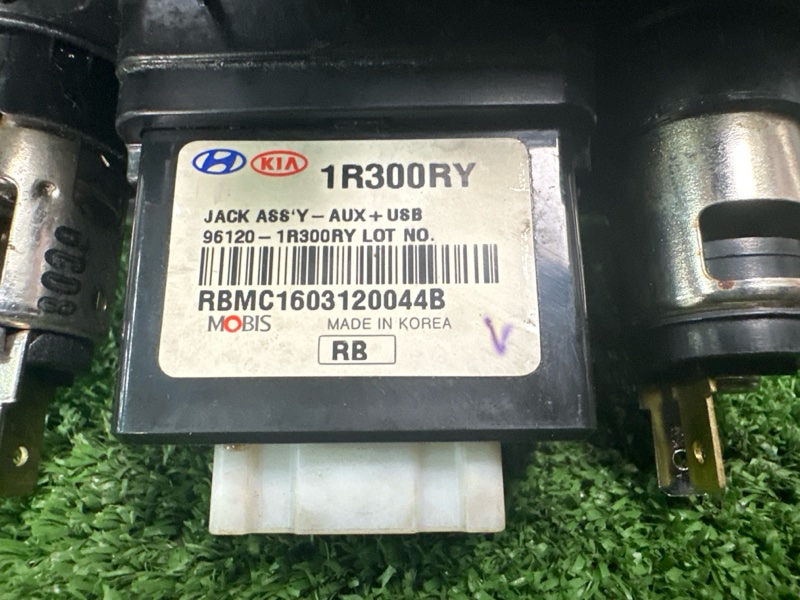 KIA 1R300RY
JACK ASS'Y-AUX+USB
96120-1R300RY LOT NO.
RBMC1603120044B
MOBIS MADE IN KOREA
RB
V